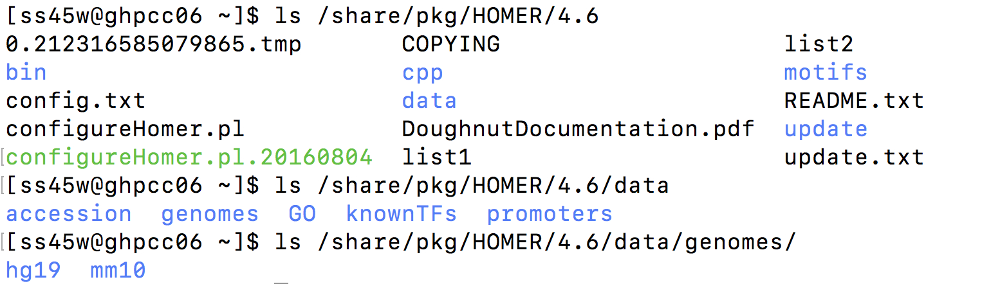 [ss45w@ghpcc06 ~]$ ls /share/pkg/HOMER/4.6
0.212316585079865.tmp COPYING list2
bin cpp motifs
config.txt data README.txt
configureHomer.pl DoughnutDocumentation.pdf update
configureHomer.pl.20160804 list1 update.txt
[ss45w@ghpcc06 ~]$ ls /share/pkg/HOMER/4.6/data
accession genomes GO knownTFs promoters
[ss45w@ghpcc06 ~]$ ls /share/pkg/HOMER/4.6/data/genomes/
hg19 mm10